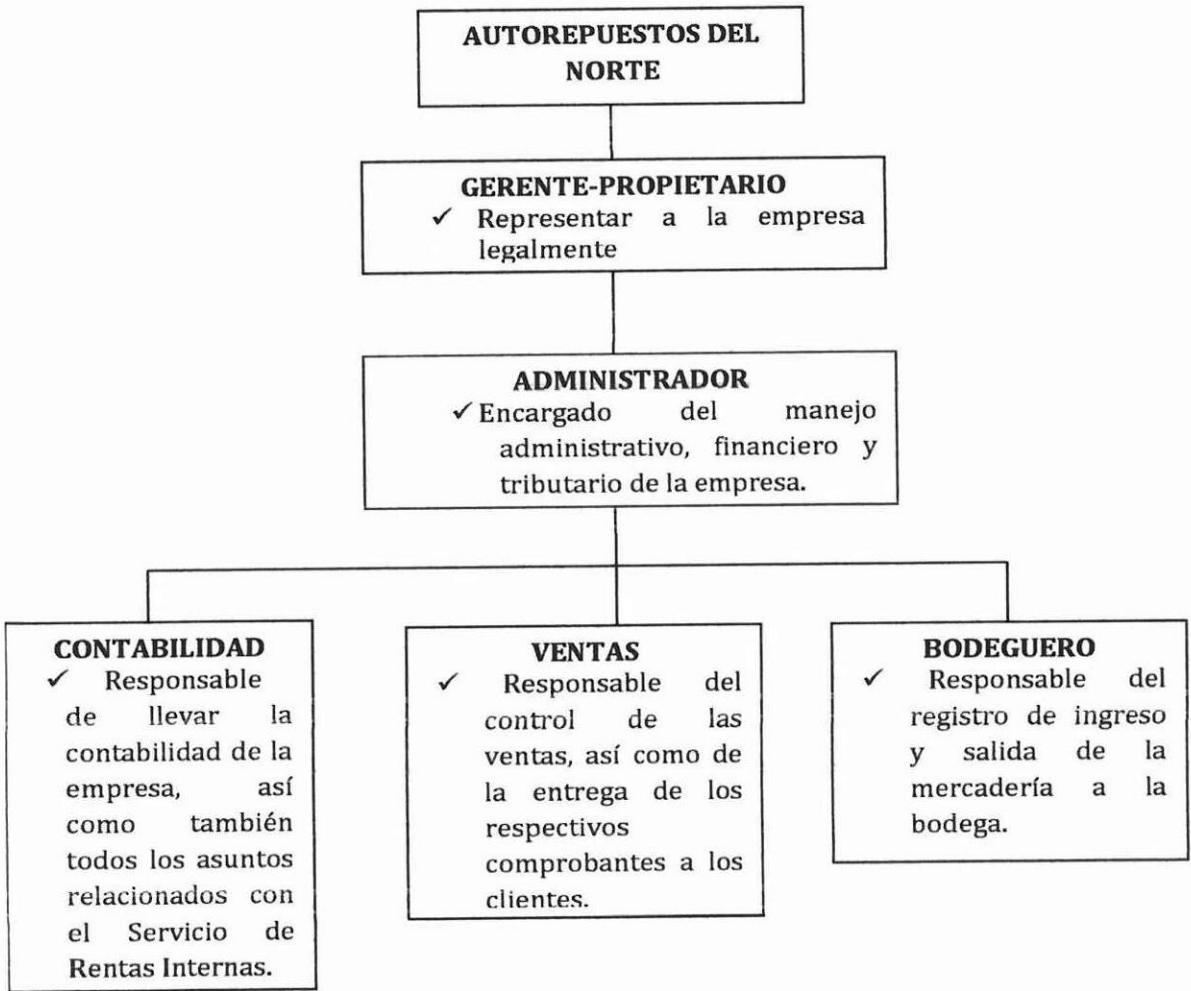 AUTOREPUESTOS DEL
NORTE
GERENTE-PROPIETARIO
✓ Representar a la empresa
legalmente
ADMINISTRADOR
✓ Encargado del manejo
administrativo, financiero y
tributario de la empresa.
CONTABILIDAD
✓ Responsable
de llevar la
contabilidad de la
empresa, así
como también
todos los asuntos
relacionados con
el Servicio de
Rentas Internas.
VENTAS
✓ Responsable del
control de las
ventas, así como de
la entrega de los
respectivos
comprobantes a los
clientes.
BODEGUERO
✓ Responsable del
registro de ingreso
y salida de la
mercadería a la
bodega.